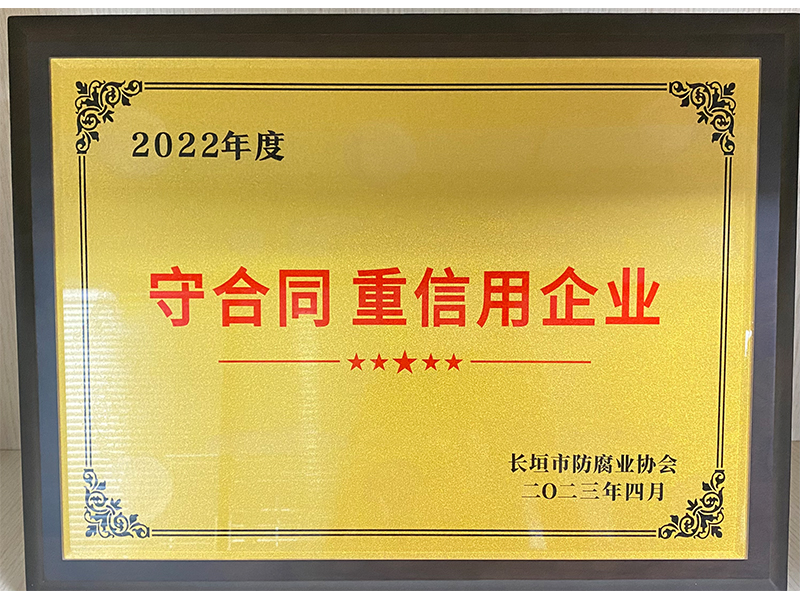 2022年度
守合同 重信用企业
★★★★★
长垣市防腐业协会
二〇二三年四月